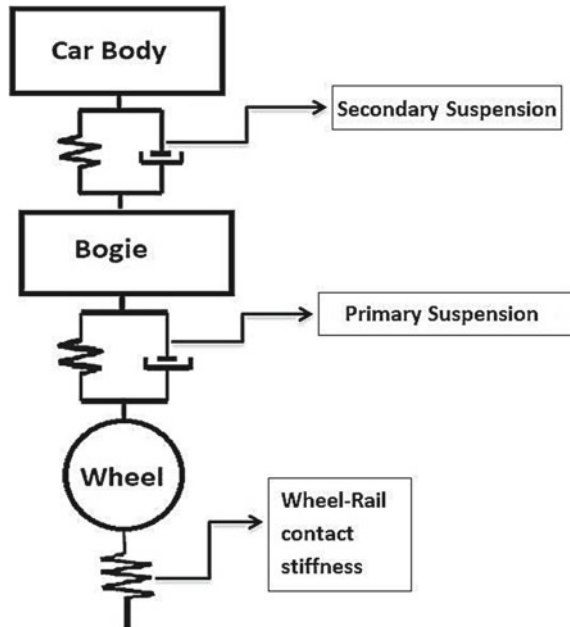 Car Body
Secondary Suspension
Bogie
Primary Suspension
Wheel
Wheel-Rail
contact
stiffness